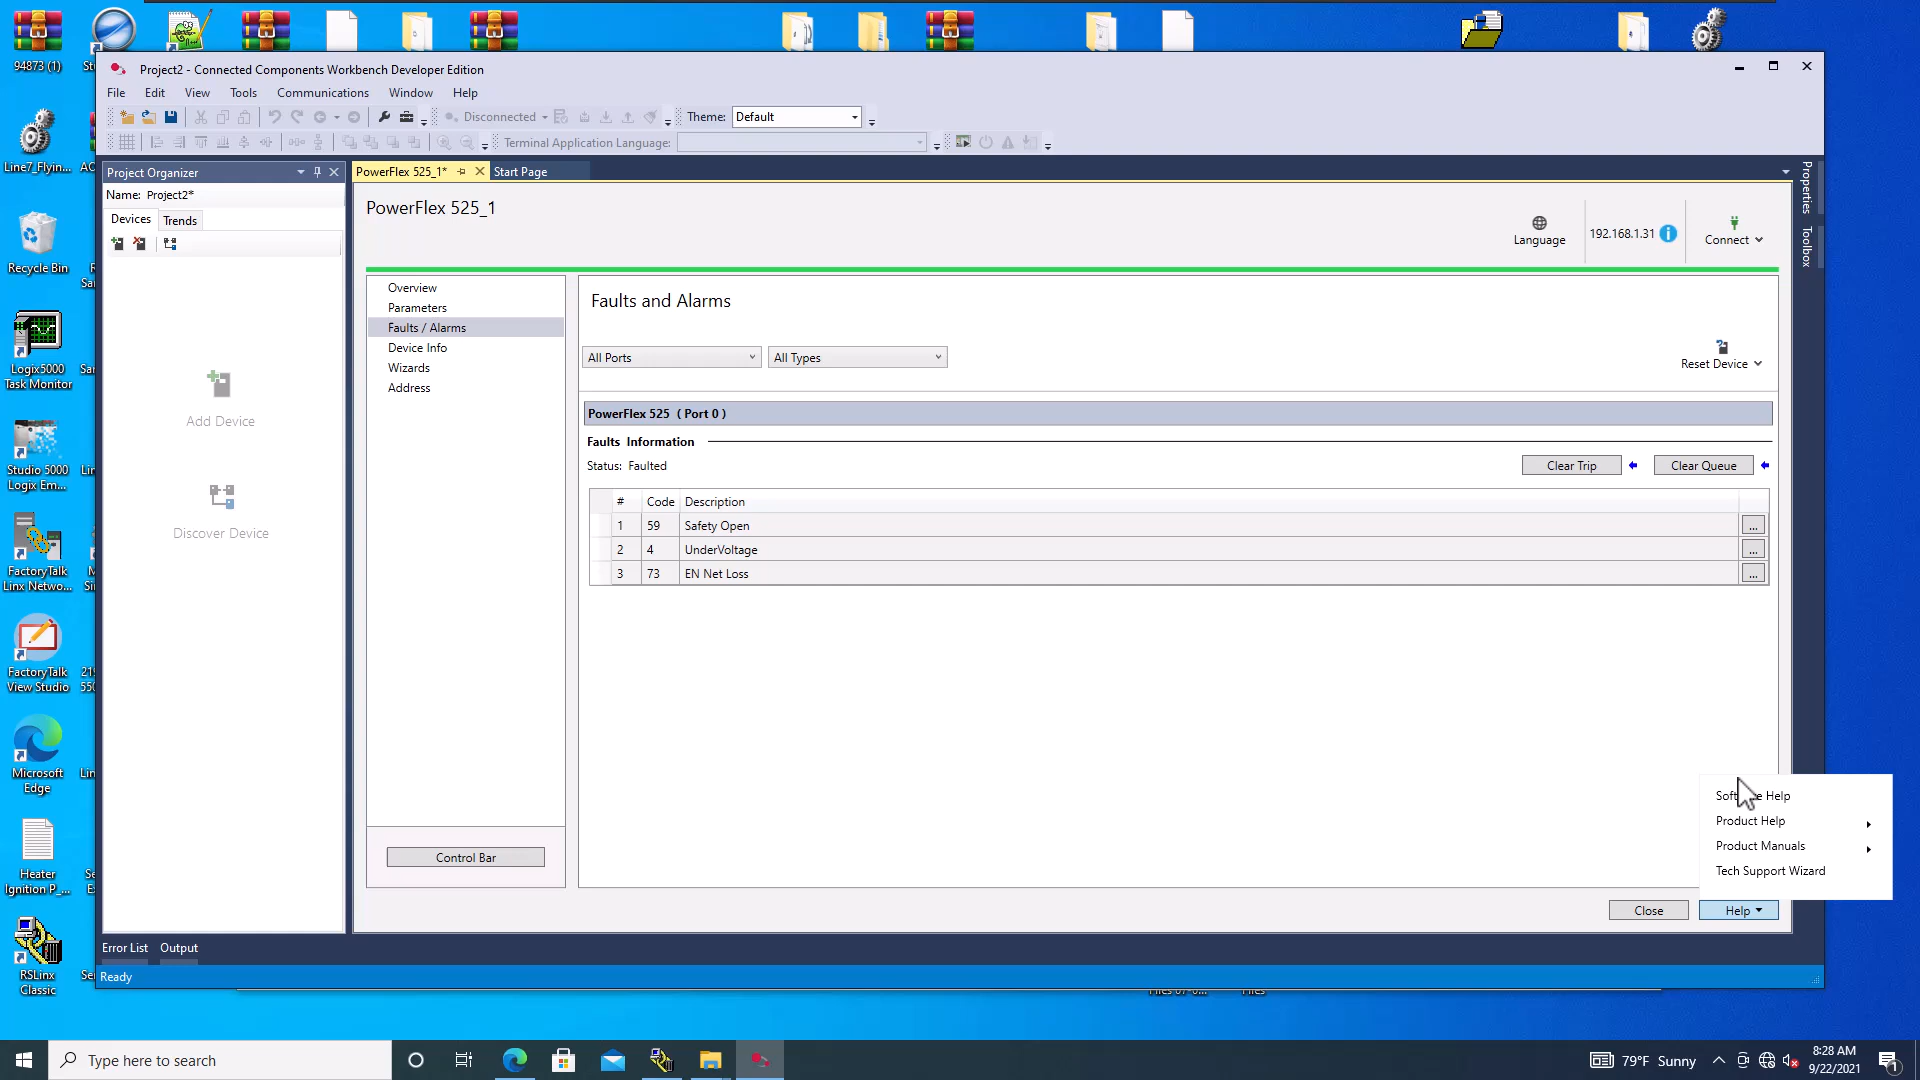 94873 (1)
Project2 - Connected Components Workbench Developer Edition
File Edit View Tools Communications Window Help
Disconnected
Theme: Default
Terminal Application Language:
Project Organizer
Name: Project2*
Devices Trends
Add Device
Discover Device
PowerFlex 525_1* Start Page
Properties
Toolbox
PowerFlex 525_1
Language
192.168.1.31
Connect
Overview
Parameters
Faults / Alarms
Device Info
Wizards
Address
Control Bar
Faults and Alarms
All Ports All Types
Reset Device
PowerFlex 525 ( Port 0 )
Faults Information
Status: Faulted
Clear Trip Clear Queue
# Code Description
1 59 Safety Open ...
2 4 UnderVoltage ...
3 73 EN Net Loss ...
Help
Product Help
Product Manuals
Tech Support Wizard
Close Help
Error List Output
Ready
Line7_Flyin...
Recycle Bin
Logix5000
Task Monitor
Studio 5000
Logix Em...
FactoryTalk
Linx Netwo...
FactoryTalk
View Studio
Microsoft
Edge
Heater
Ignition P_...
RSLinx
Classic
Type here to search
79°F Sunny
8:28 AM
9/22/2021
1